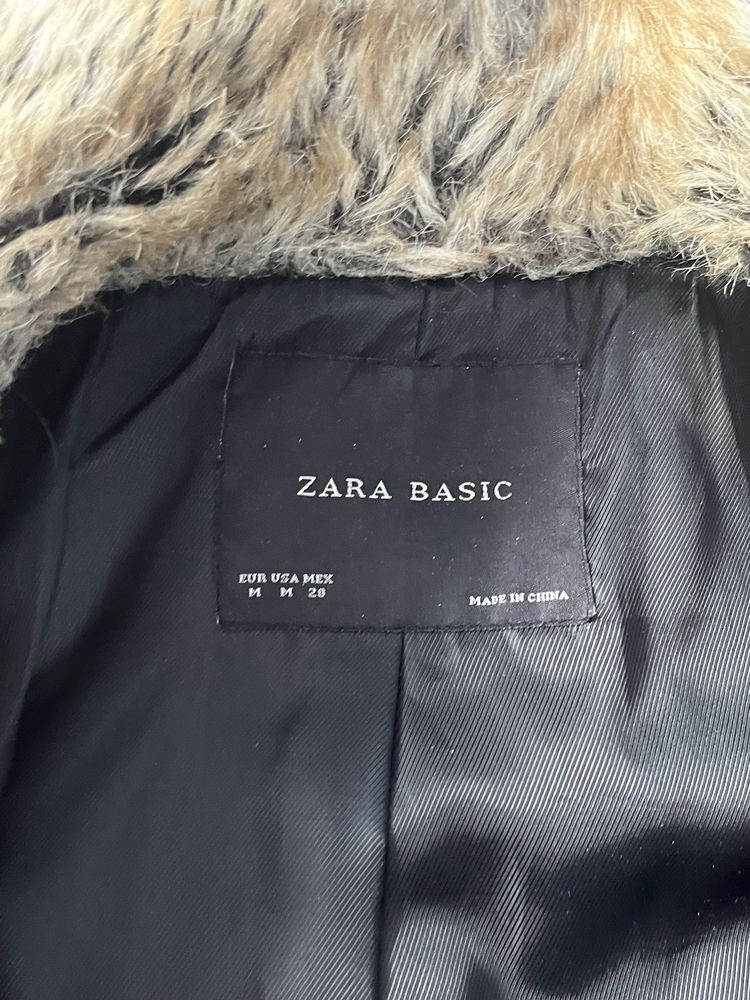 ZARA BASIC
EUR USA MEX
M M 28
MADE IN CHINA